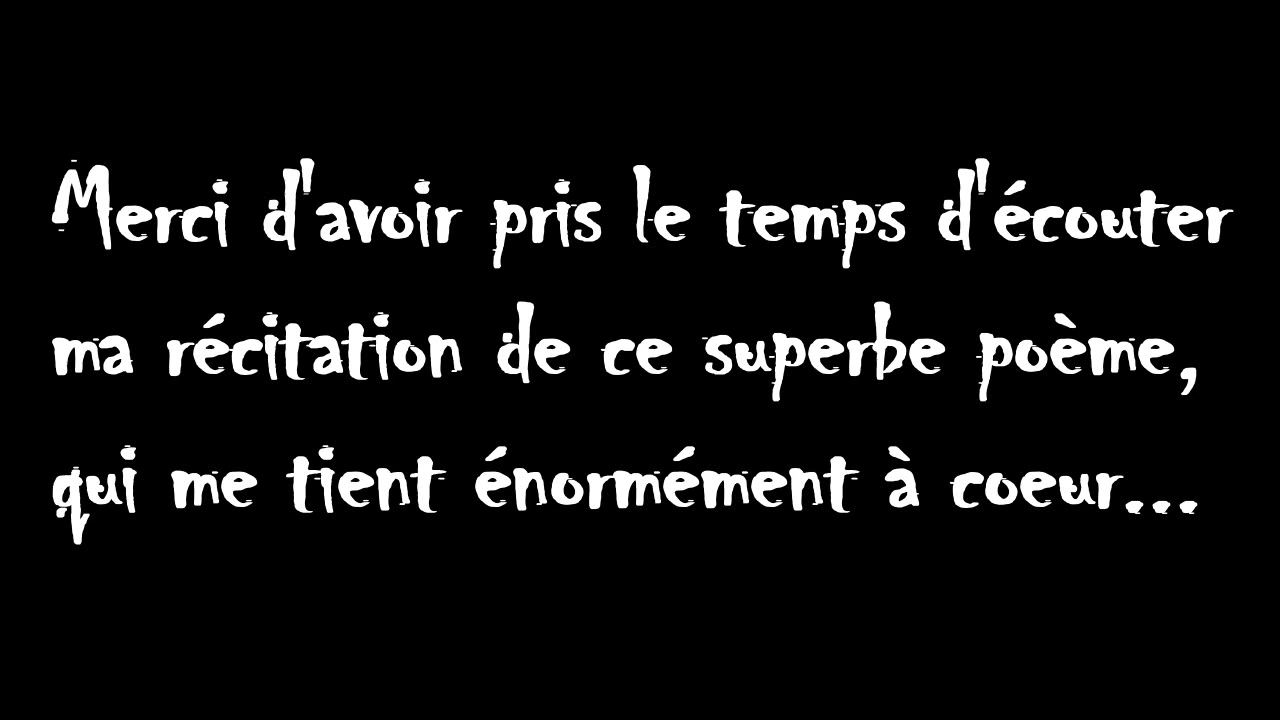 Merci d'avoir pris le temps d'écouter
ma récitation de ce superbe poème,
qui me tient énormément à coeur...